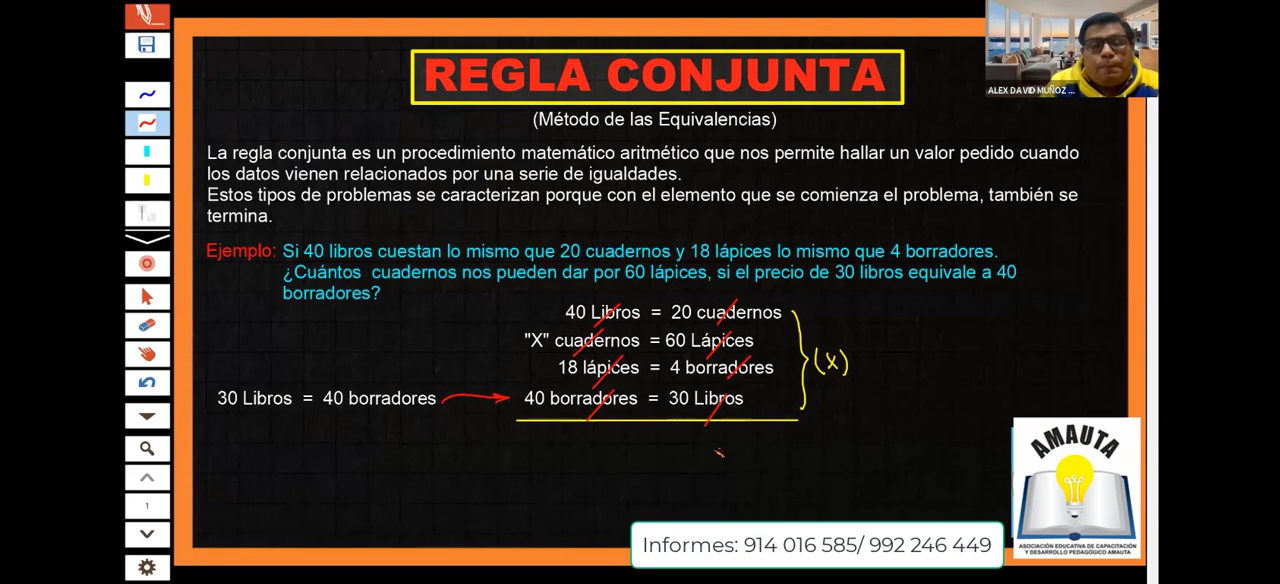 REGLA CONJUNTA
ALEX DAVID MUÑOZ ...
(Método de las Equivalencias)
La regla conjunta es un procedimiento matemático aritmético que nos permite hallar un valor pedido cuando
los datos vienen relacionados por una serie de igualdades.
Estos tipos de problemas se caracterizan porque con el elemento que se comienza el problema, también se
termina.
Ejemplo: Si 40 libros cuestan lo mismo que 20 cuadernos y 18 lápices lo mismo que 4 borradores.
¿Cuántos cuadernos nos pueden dar por 60 lápices, si el precio de 30 libros equivale a 40
borradores?
40 Libros = 20 cuadernos
"X" cuadernos = 60 Lápices
18 lápices = 4 borradores
(x)
30 Libros = 40 borradores
40 borradores = 30 Libros
AMAUTA
ASOCIACIÓN EDUCATIVA DE CAPACITACIÓN
Y DESARROLLO PEDAGÓGICO AMAUTA
1
Informes: 914 016 585/ 992 246 449